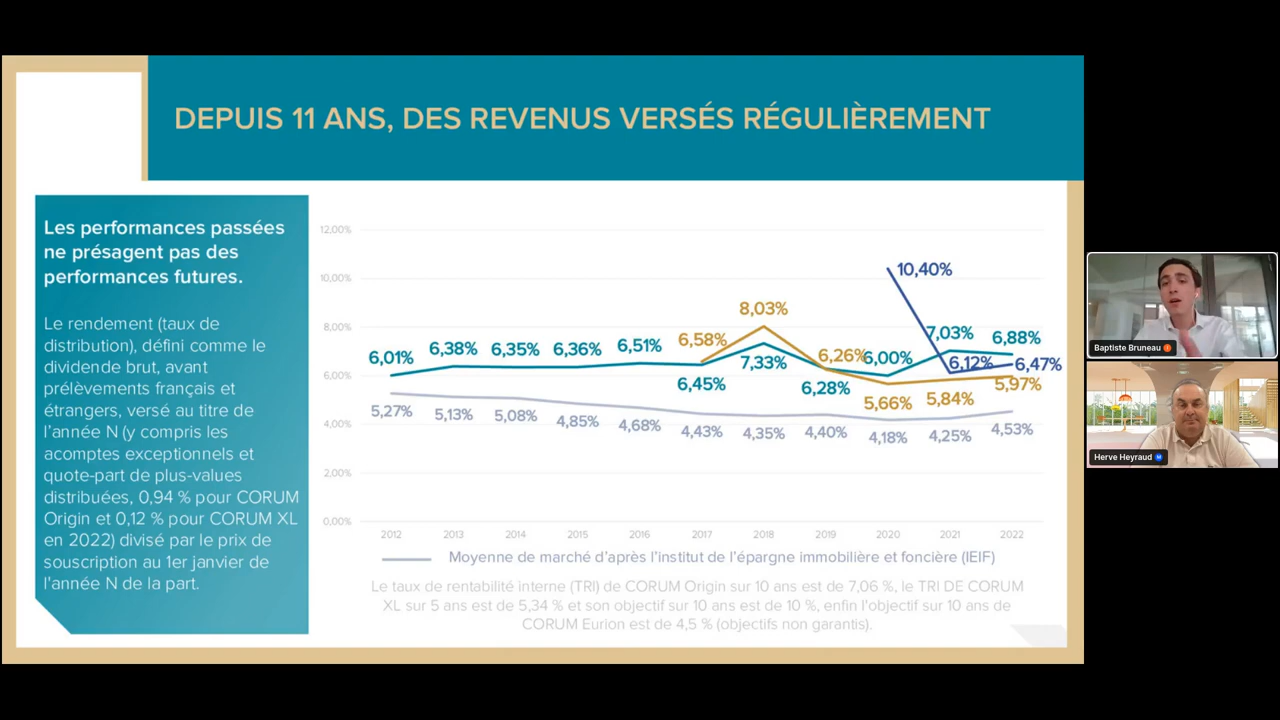 DEPUIS 11 ANS, DES REVENUS VERSÉS RÉGULIÈREMENT
Les performances passées
ne présagent pas des
performances futures.
Le rendement (taux de
distribution), défini comme le
dividende brut, avant
prélèvements français et
étrangers, versé au titre de
l'année N (y compris les
acomptes exceptionnels et
quote-part de plus-values
distribuées, 0,94 % pour CORUM
Origin et 0,12 % pour CORUM XL
en 2022) divisé par le prix de
souscription au 1er janvier de
l'année N de la part.
12,00%
10,00%
8,00%
6,00%
4,00%
2,00%
0,00%
10,40%
8,03%
6,01% 6,38% 6,35% 6,36% 6,51% 6,58% 6,26% 6,00% 7,03% 6,88%
6,45% 7,33% 6,28% 6,12% 6,47%
5,66% 5,84% 5,97%
5,27% 5,13% 5,08% 4,85% 4,68% 4,43% 4,35% 4,40% 4,18% 4,25% 4,53%
2012 2013 2014 2015 2016 2017 2018 2019 2020 2021 2022
Moyenne de marché d'après l'institut de l'épargne immobilière et foncière (IEIF)
Le taux de rentabilité interne (TRI) de CORUM Origin sur 10 ans est de 7,06 %, le TRI DE CORUM
XL sur 5 ans est de 5,34 % et son objectif sur 10 ans est de 10 %, enfin l'objectif sur 10 ans de
CORUM Eurion est de 4,5 % (objectifs non garantis).
Baptiste Bruneau
Herve Heyraud